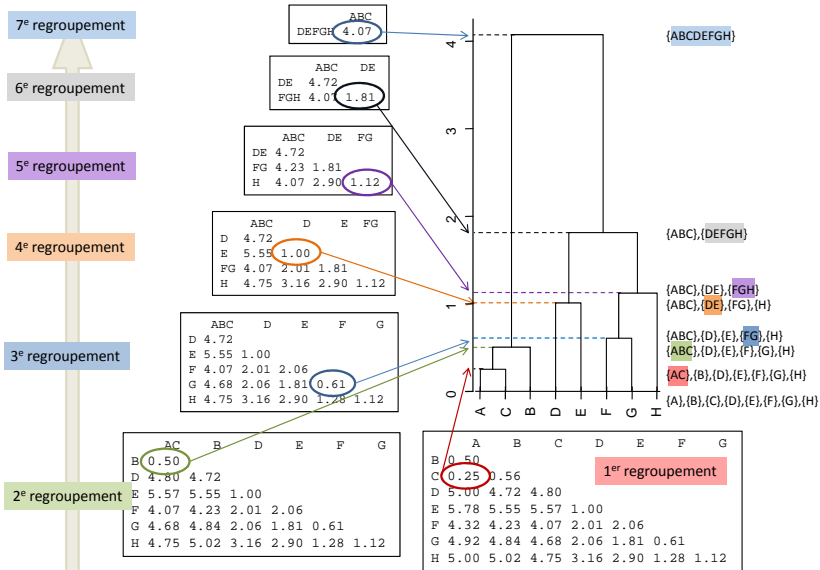 7e regroupement
6e regroupement
5e regroupement
4e regroupement
3e regroupement
2e regroupement
ABC
DEFGH 4.07
ABC DE
DE 4.72
FGH 4.07 1.81
ABC DE FG
DE 4.72
FG 4.23 1.81
H 4.07 2.90 1.12
ABC D E FG
D 4.72
E 5.55 1.00
FG 4.07 2.01 1.81
H 4.75 3.16 2.90 1.12
ABC D E F G
D 4.72
E 5.55 1.00
F 4.07 2.01 2.06
G 4.68 2.06 1.81 0.61
H 4.75 3.16 2.90 1.28 1.12
AC B D E F G
B 0.50
D 4.80 4.72
E 5.57 5.55 1.00
F 4.07 4.23 2.01 2.06
G 4.68 4.84 2.06 1.81 0.61
H 4.75 5.02 3.16 2.90 1.28 1.12
4
3
2
1
0
A C B D E F G H
{ABCDEFGH}
{ABC},{DEFGH}
{ABC},{DE},{FGH}
{ABC},{DE},{FG},{H}
{ABC},{D},{E},{FG},{H}
{ABC},{D},{E},{F},{G},{H}
{AC},{B},{D},{E},{F},{G},{H}
{A},{B},{C},{D},{E},{F},{G},{H}
A B C D E F G
B 0.50
C 0.25 0.56
D 5.00 4.72 4.80
E 5.78 5.55 5.57 1.00
F 4.32 4.23 4.07 2.01 2.06
G 4.92 4.84 4.68 2.06 1.81 0.61
H 5.00 5.02 4.75 3.16 2.90 1.28 1.12
1er regroupement